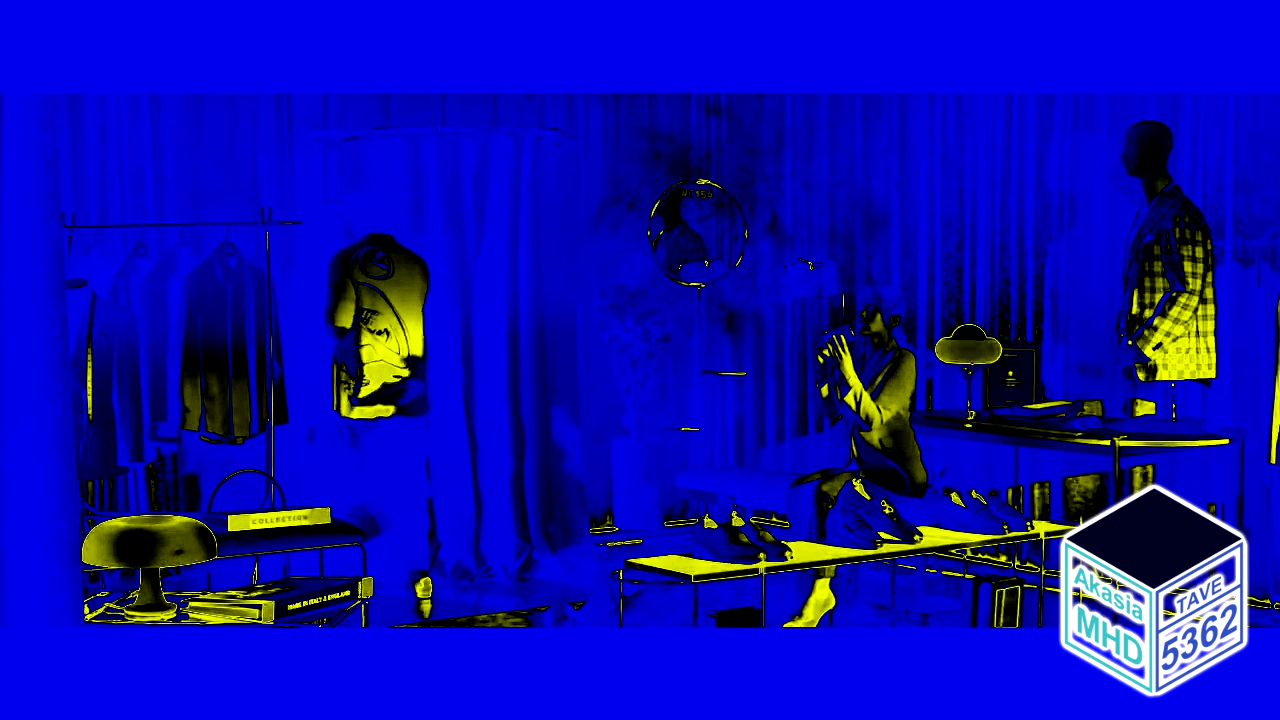 COLLECTION
MADE IN ITALY & ENGLAND
Akasia
MHD
TAVE
5362